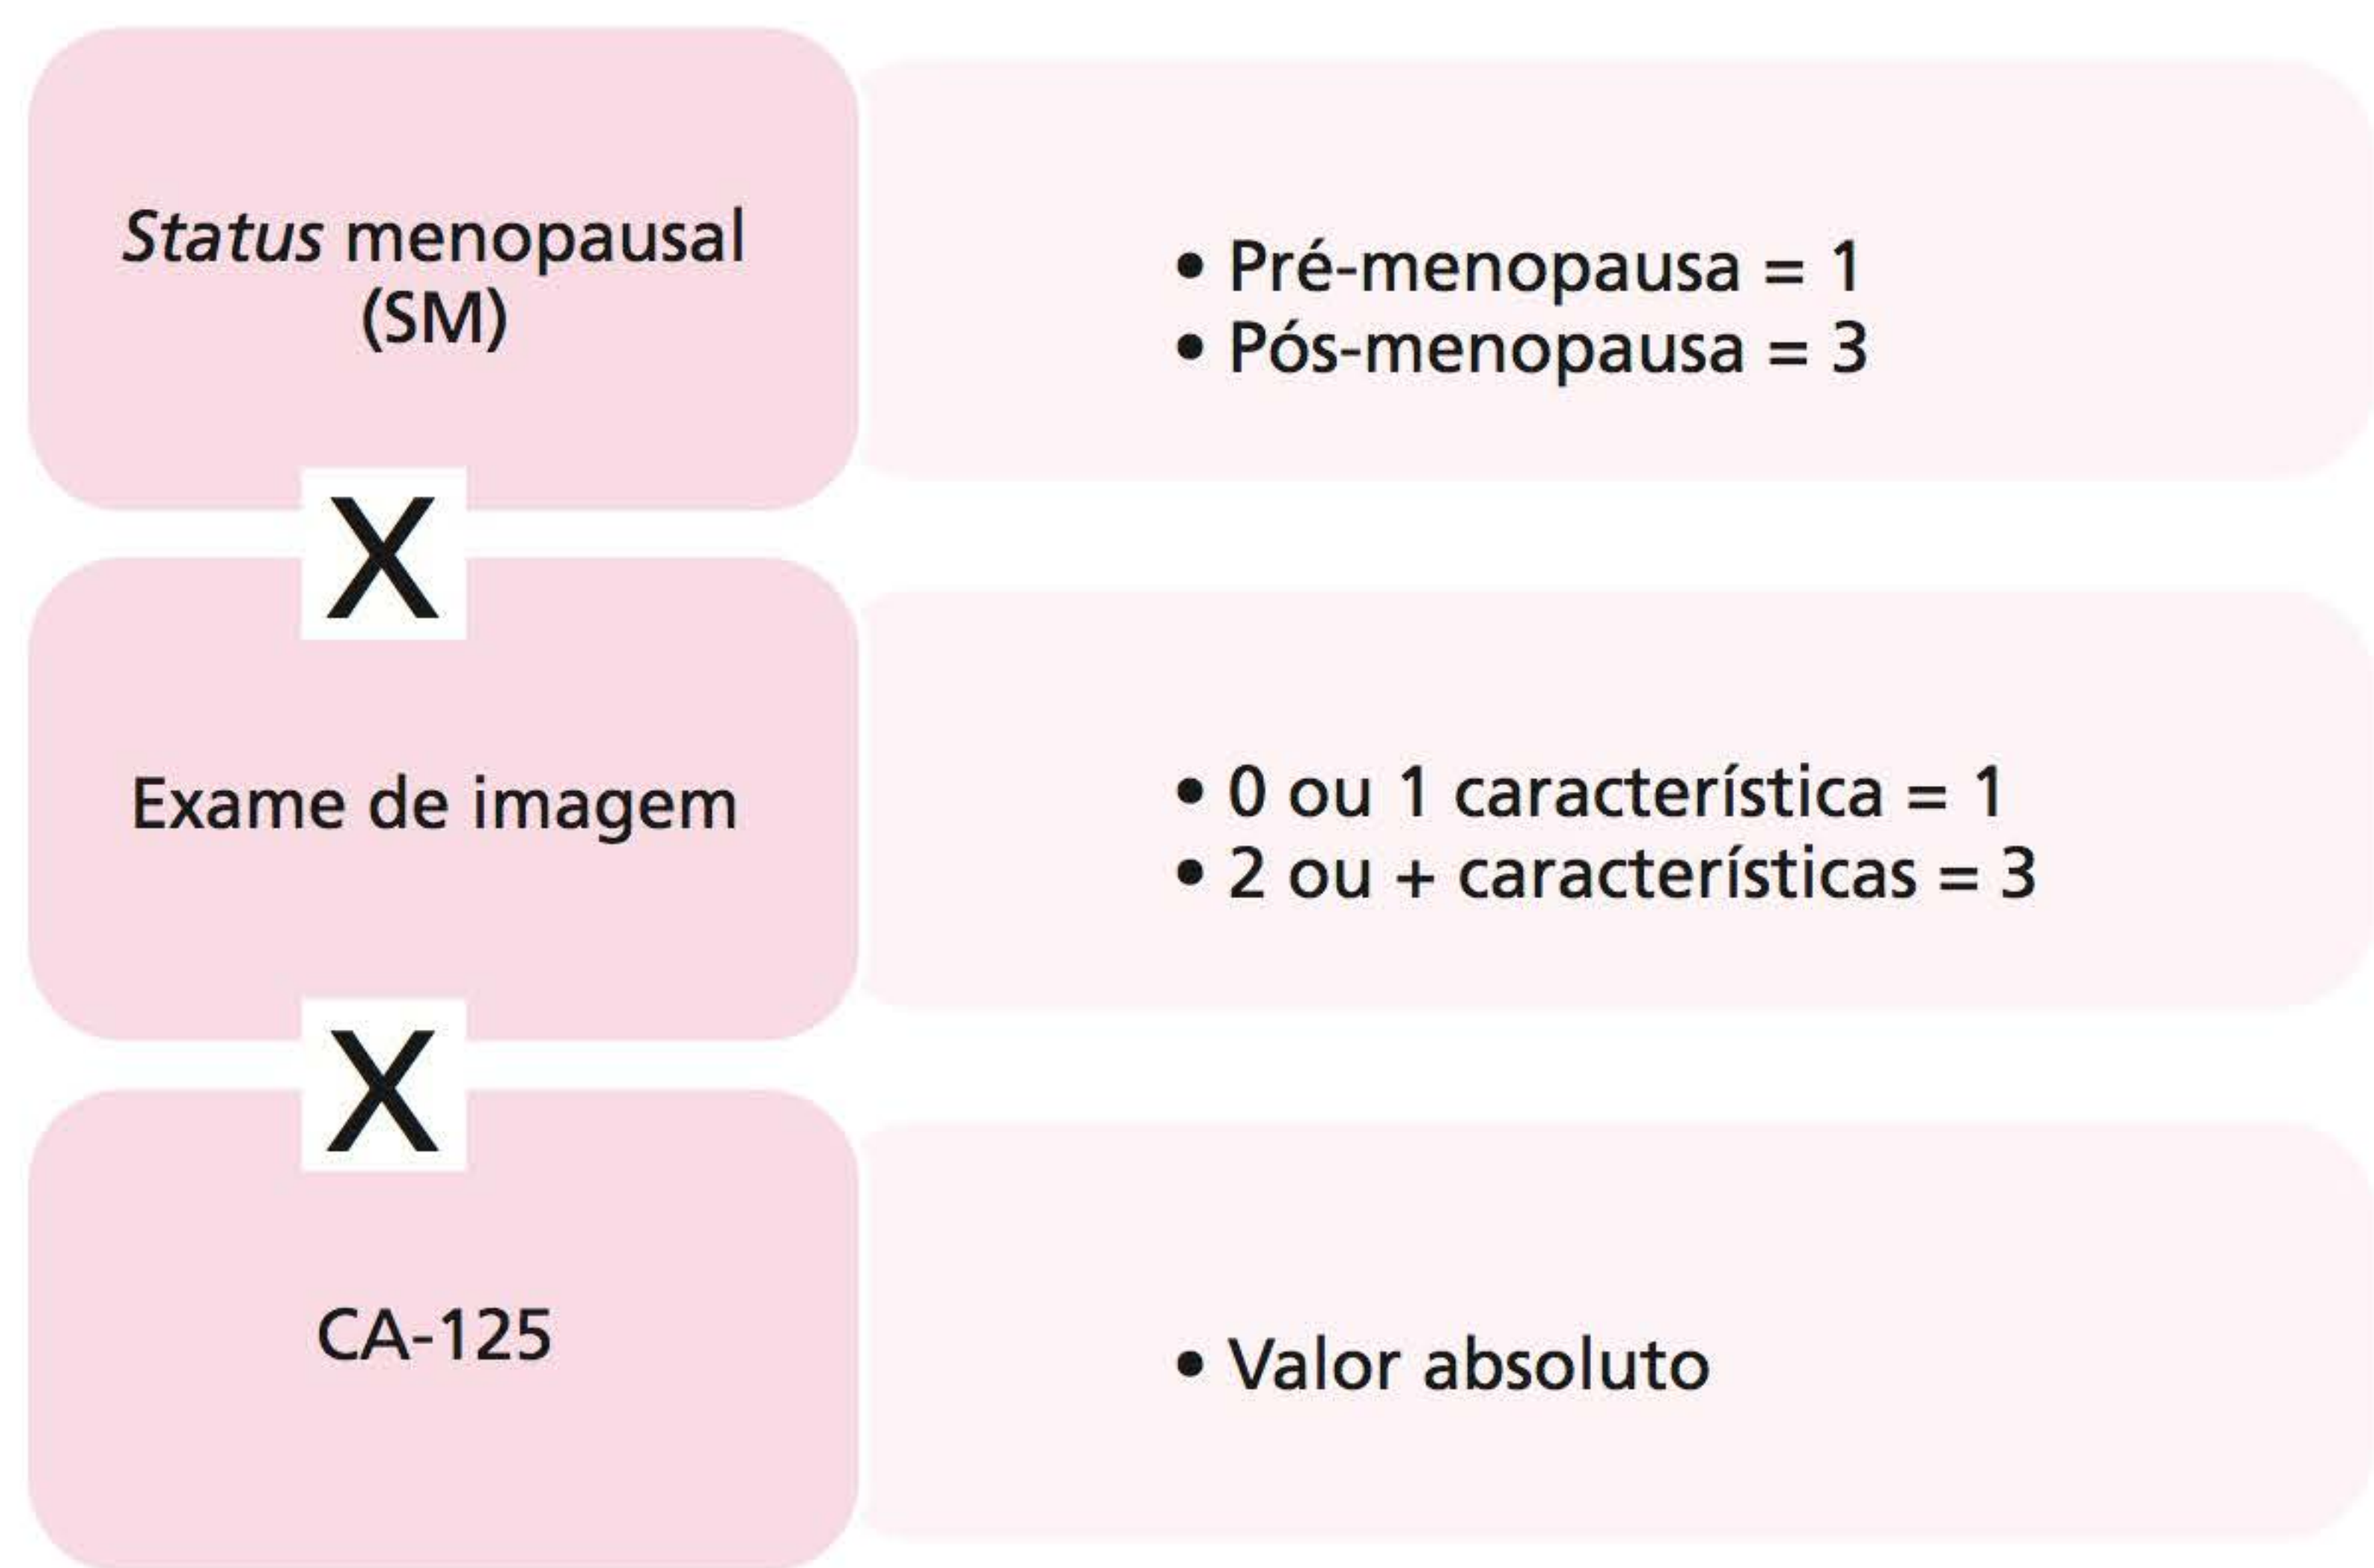 Status menopausal
(SM)
• Pré-menopausa = 1
• Pós-menopausa = 3
X
Exame de imagem
• 0 ou 1 característica = 1
• 2 ou + características = 3
X
CA-125
• Valor absoluto